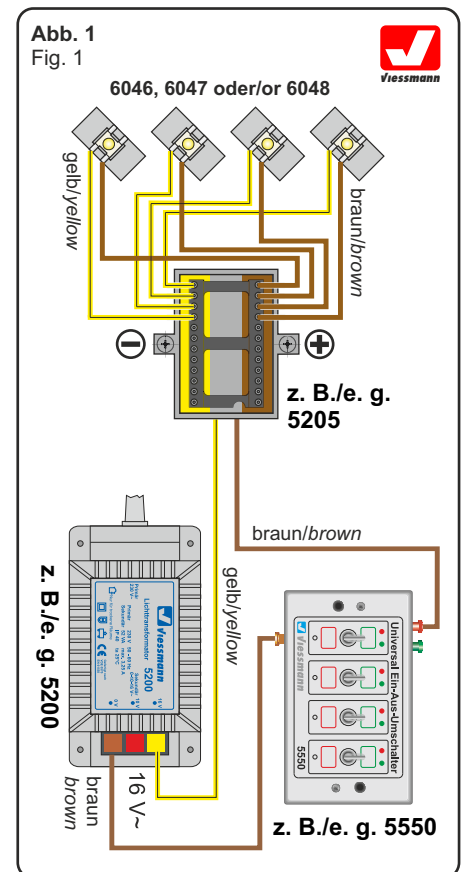 Abb. 1
Fig. 1
Viessmann
6046, 6047 oder/or 6048
gelb/yellow
braun/brown
z. B./e. g.
5205
braun/brown
gelb/yellow
z. B./e. g. 5200
Viessmann
Lichttransformator
5200
16 V~
braun
brown
Universal Ein-Aus-Umschalter
Viessmann
5550
z. B./e. g. 5550